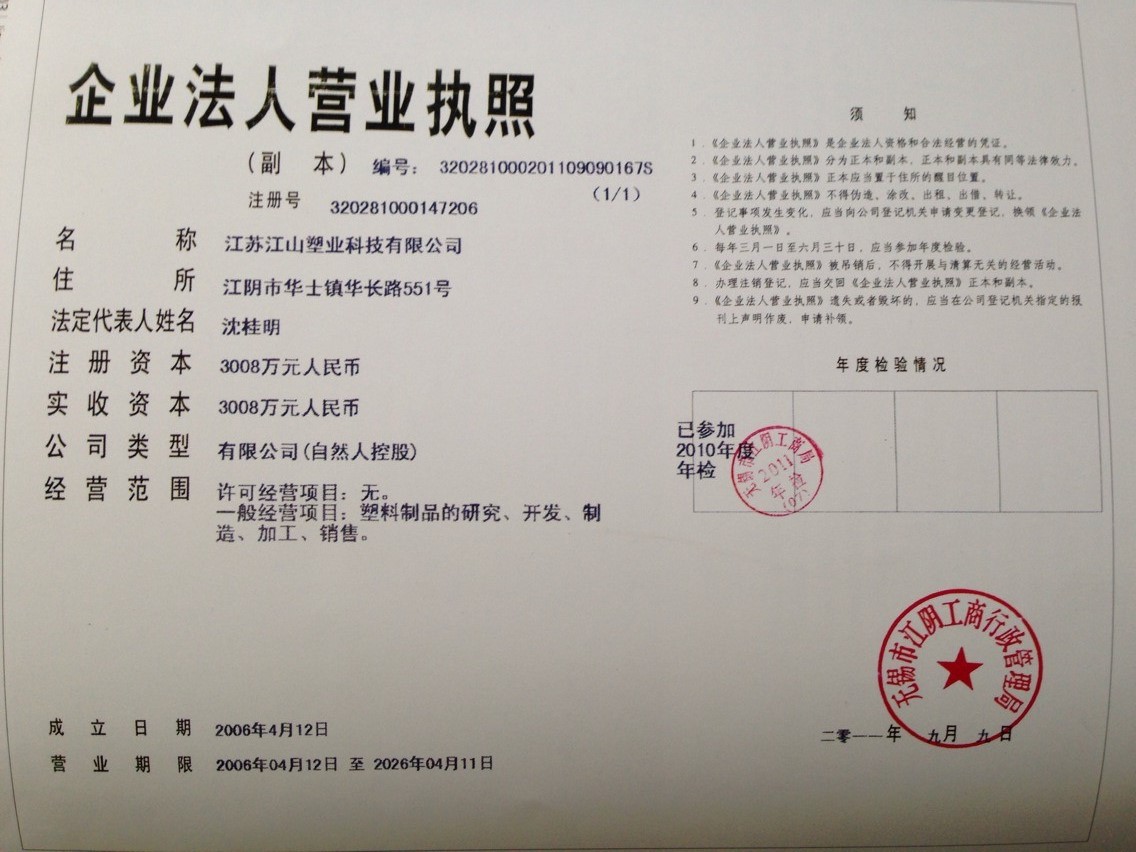 企业法人营业执照
（副 本） 编号： 320281000201109090167S
（1/1）
注册号 320281000147206
名 称 江苏江山塑业科技有限公司
住 所 江阴市华士镇华长路551号
法定代表人姓名 沈桂明
注册资本 3008万元人民币
实收资本 3008万元人民币
公司类型 有限公司(自然人控股)
经营范围 许可经营项目：无。
一般经营项目：塑料制品的研究、开发、制
造、加工、销售。
成立日期 2006年4月12日
营业期限 2006年04月12日 至 2026年04月11日
须 知
1．《企业法人营业执照》是企业法人资格和合法经营的凭证。
2．《企业法人营业执照》分为正本和副本，正本和副本具有同等法律效力。
3．《企业法人营业执照》正本应当置于住所的醒目位置。
4．《企业法人营业执照》不得伪造、涂改、出租、出借、转让。
5．登记事项发生变化，应当向公司登记机关申请变更登记，换领《企业法
人营业执照》。
6．每年三月一日至六月三十日，应当参加年度检验。
7．《企业法人营业执照》被吊销后，不得开展与清算无关的经营活动。
8．办理注销登记，应当交回《企业法人营业执照》正本和副本。
9．《企业法人营业执照》遗失或者毁坏的，应当在公司登记机关指定的报
刊上声明作废，申请补领。
年度检验情况
已参加
2010年度
年检
无锡市江阴工商局
2011
年检
(07)
无锡市江阴工商行政管理局
二零一一年 九月 九日